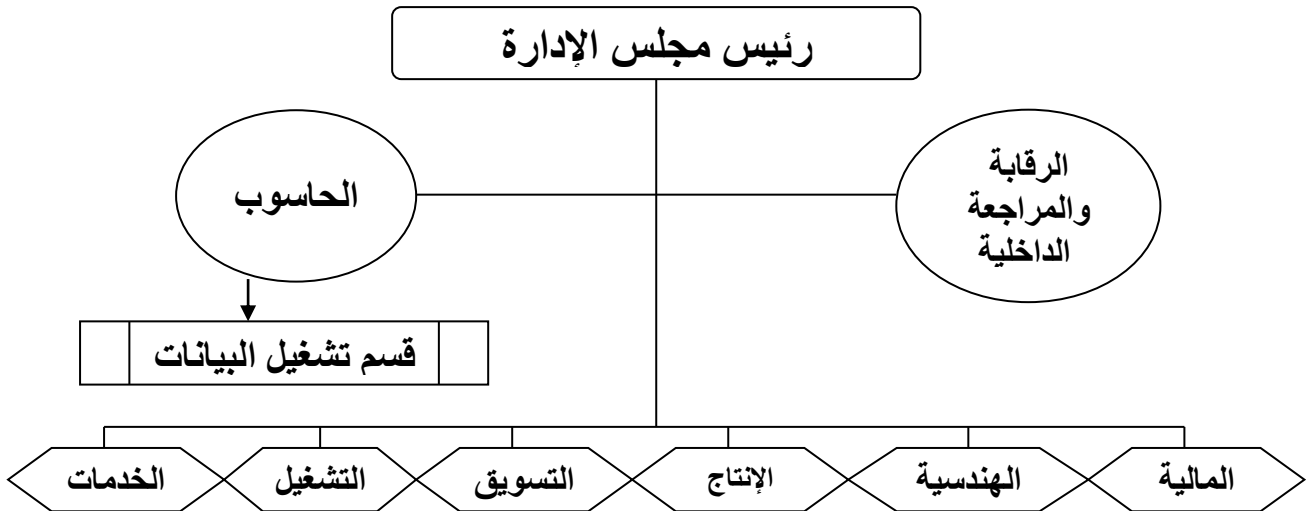 رئيس مجلس الإدارة
الرقابة
والمراجعة
الداخلية
الحاسوب
قسم تشغيل البيانات
المالية
الهندسية
الإنتاج
التسويق
التشغيل
الخدمات